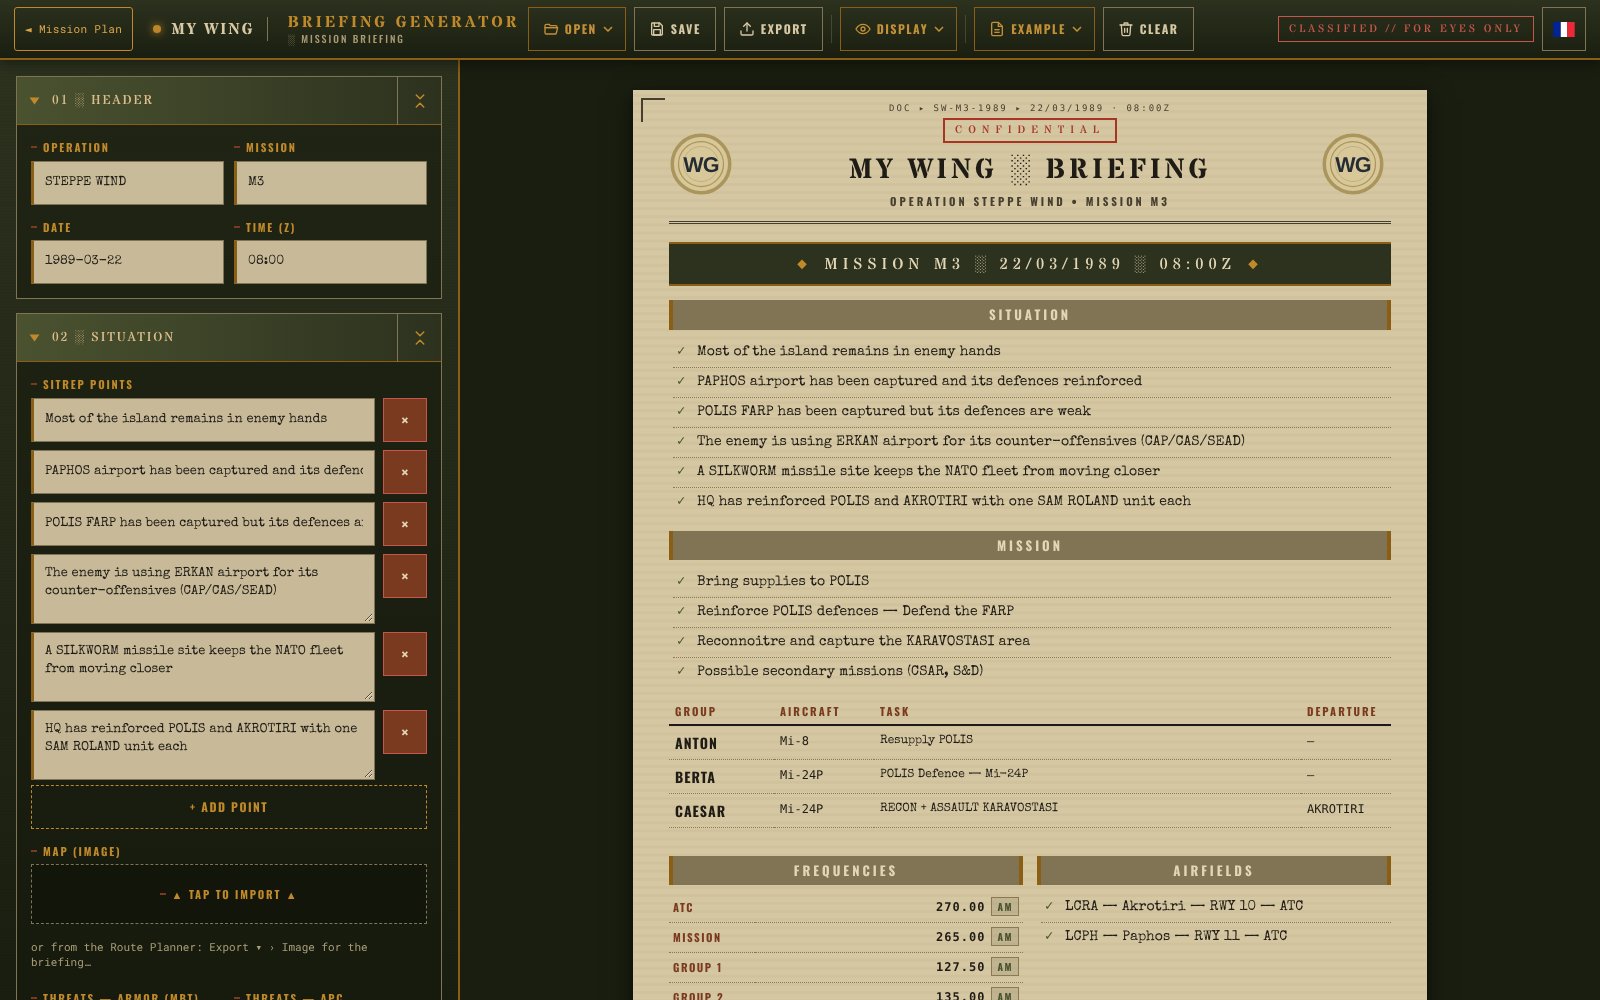 ◄ Mission Plan
MY WING
BRIEFING GENERATOR
░ MISSION BRIEFING
OPEN
SAVE
EXPORT
DISPLAY
EXAMPLE
CLEAR
CLASSIFIED // FOR EYES ONLY
▼ 01 ░ HEADER
— OPERATION
— MISSION
STEPPE WIND
M3
— DATE
— TIME (Z)
1989-03-22
08:00
▼ 02 ░ SITUATION
— SITREP POINTS
Most of the island remains in enemy hands
×
PAPHOS airport has been captured and its defenc
×
POLIS FARP has been captured but its defences a
×
The enemy is using ERKAN airport for its
counter-offensives (CAP/CAS/SEAD)
×
A SILKWORM missile site keeps the NATO fleet
from moving closer
×
HQ has reinforced POLIS and AKROTIRI with one
SAM ROLAND unit each
×
+ ADD POINT
— MAP (IMAGE)
— ▲ TAP TO IMPORT ▲
or from the Route Planner: Export ▾ › Image for the
briefing…
— THREATS — ARMOR (MBT)
— THREATS — APC
DOC ▸ SW-M3-1989 ▸ 22/03/1989 · 08:00Z
CONFIDENTIAL
WG
MY WING ░ BRIEFING
WG
OPERATION STEPPE WIND • MISSION M3
◆ MISSION M3 ░ 22/03/1989 ░ 08:00Z ◆
SITUATION
✓ Most of the island remains in enemy hands
✓ PAPHOS airport has been captured and its defences reinforced
✓ POLIS FARP has been captured but its defences are weak
✓ The enemy is using ERKAN airport for its counter-offensives (CAP/CAS/SEAD)
✓ A SILKWORM missile site keeps the NATO fleet from moving closer
✓ HQ has reinforced POLIS and AKROTIRI with one SAM ROLAND unit each
MISSION
✓ Bring supplies to POLIS
✓ Reinforce POLIS defences — Defend the FARP
✓ Reconnoitre and capture the KARAVOSTASI area
✓ Possible secondary missions (CSAR, S&D)
GROUP AIRCRAFT TASK DEPARTURE
ANTON Mi-8 Resupply POLIS —
BERTA Mi-24P POLIS Defence — Mi-24P —
CAESAR Mi-24P RECON + ASSAULT KARAVOSTASI AKROTIRI
FREQUENCIES
ATC 270.00 AM
MISSION 265.00 AM
GROUP 1 127.50 AM
GROUP 2 135.00 AM
AIRFIELDS
✓ LCRA — Akrotiri — RWY 10 — ATC
✓ LCPH — Paphos — RWY 11 — ATC